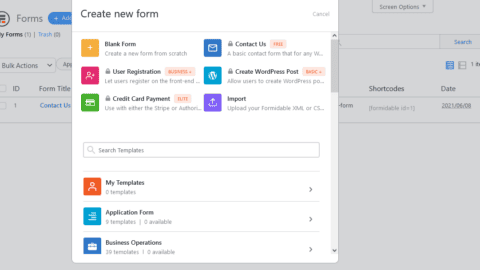 Create new form
Cancel
Screen Options ▼
Forms
+ Add
My Forms (1) | Trash (0)
Search
Bulk Actions
App
ID Form Title
Shortcodes
Date
1 Contact Us
-form
[formidable id=1]
2021/06/08
Blank Form
Create a new form from scratch
Contact Us FREE
A basic contact form that for any W...
User Registration BUSINESS +
Let users register on the front-end ...
Create WordPress Post BASIC +
Allow users to create WordPress po...
Credit Card Payment ELITE
Use with either the Stripe or Authori...
Import
Upload your Formidable XML or CS...
Search Templates
My Templates
0 templates
Application Form
9 templates | 0 available
Business Operations
39 templates | 0 available